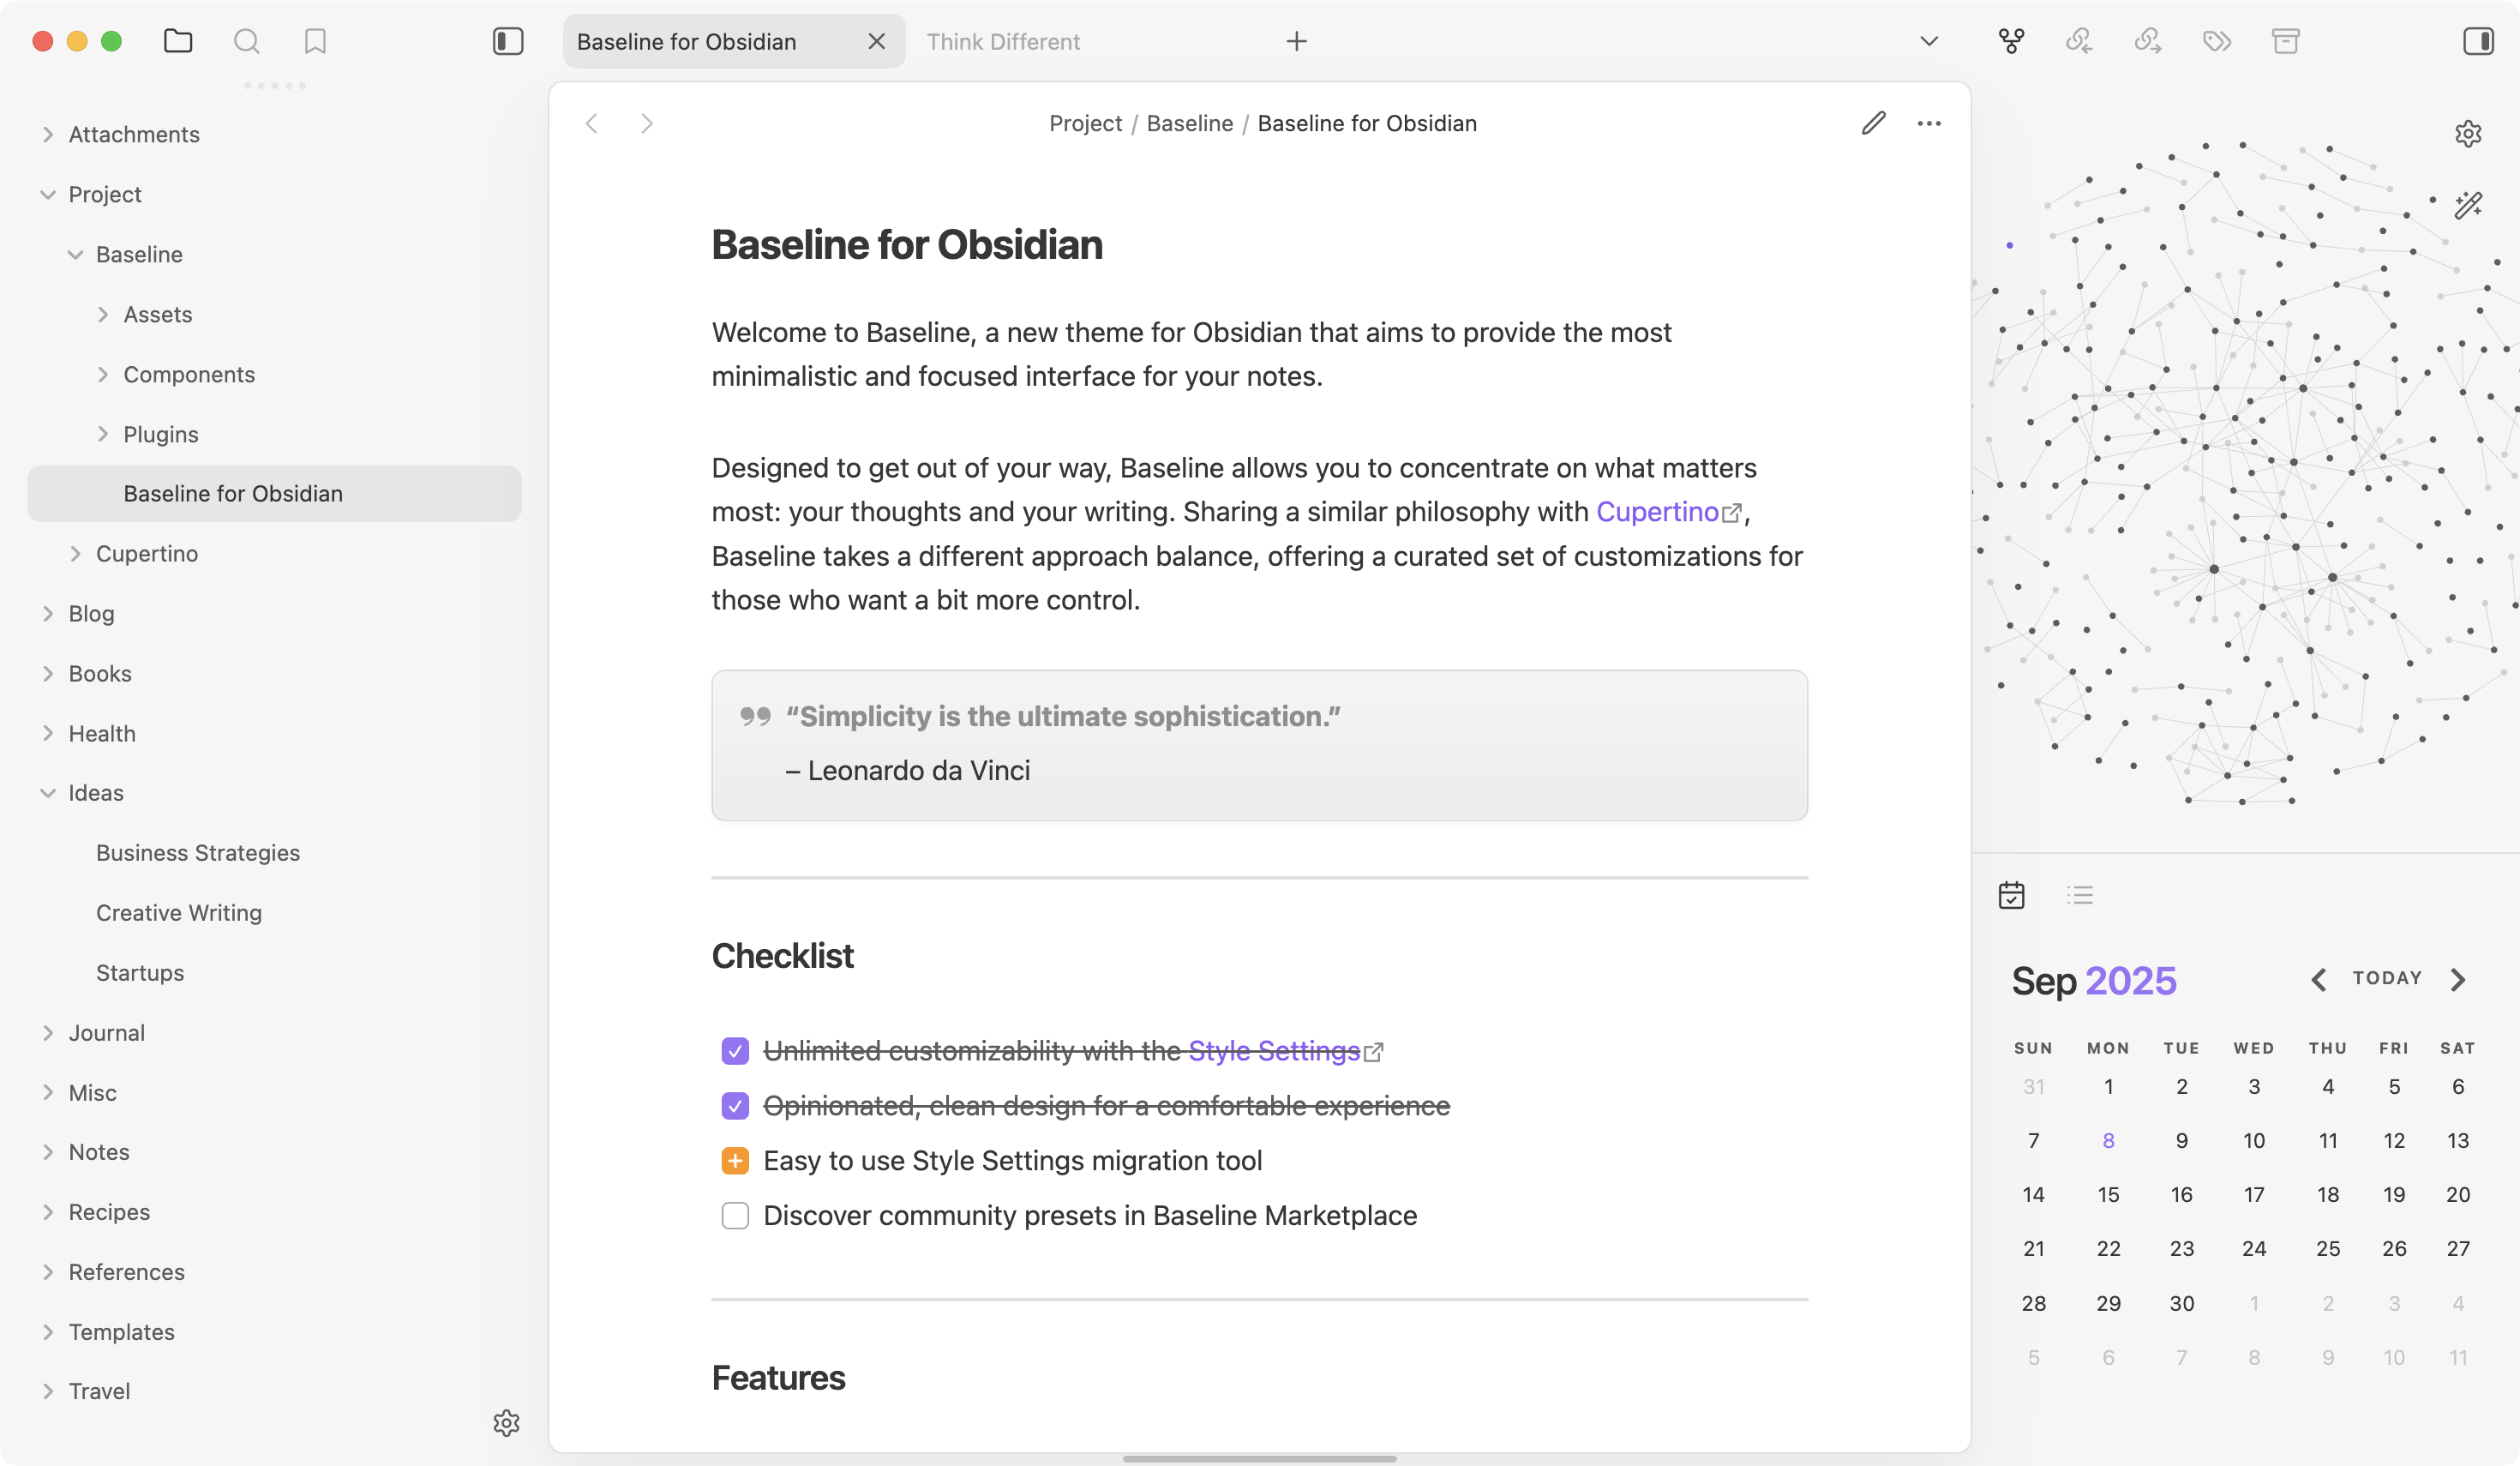 Baseline for Obsidian
Think Different
Attachments
Project
Baseline
Assets
Components
Plugins
Baseline for Obsidian
Cupertino
Blog
Books
Health
Ideas
Business Strategies
Creative Writing
Startups
Journal
Misc
Notes
Recipes
References
Templates
Travel
Project / Baseline / Baseline for Obsidian
Baseline for Obsidian
Welcome to Baseline, a new theme for Obsidian that aims to provide the most
minimalistic and focused interface for your notes.
Designed to get out of your way, Baseline allows you to concentrate on what matters
most: your thoughts and your writing. Sharing a similar philosophy with Cupertino,
Baseline takes a different approach balance, offering a curated set of customizations for
those who want a bit more control.
“Simplicity is the ultimate sophistication.”
– Leonardo da Vinci
Checklist
Unlimited customizability with the Style Settings
Opinionated, clean design for a comfortable experience
Easy to use Style Settings migration tool
Discover community presets in Baseline Marketplace
Features
Sep 2025
TODAY
SUN MON TUE WED THU FRI SAT
31 1 2 3 4 5 6
7 8 9 10 11 12 13
14 15 16 17 18 19 20
21 22 23 24 25 26 27
28 29 30 1 2 3 4
5 6 7 8 9 10 11